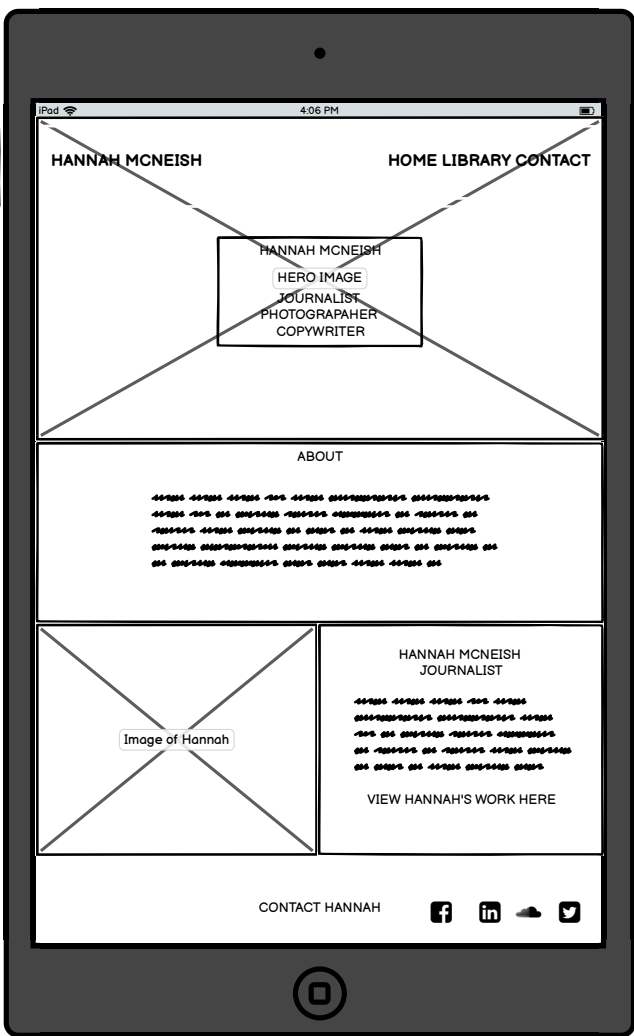 iPad 4:06 PM
HANNAH MCNEISH HOME LIBRARY CONTACT
HANNAH MCNEISH
HERO IMAGE
JOURNALIST
PHOTOGRAPAHER
COPYWRITER
ABOUT
HANNAH MCNEISH
JOURNALIST
Image of Hannah
VIEW HANNAH'S WORK HERE
CONTACT HANNAH